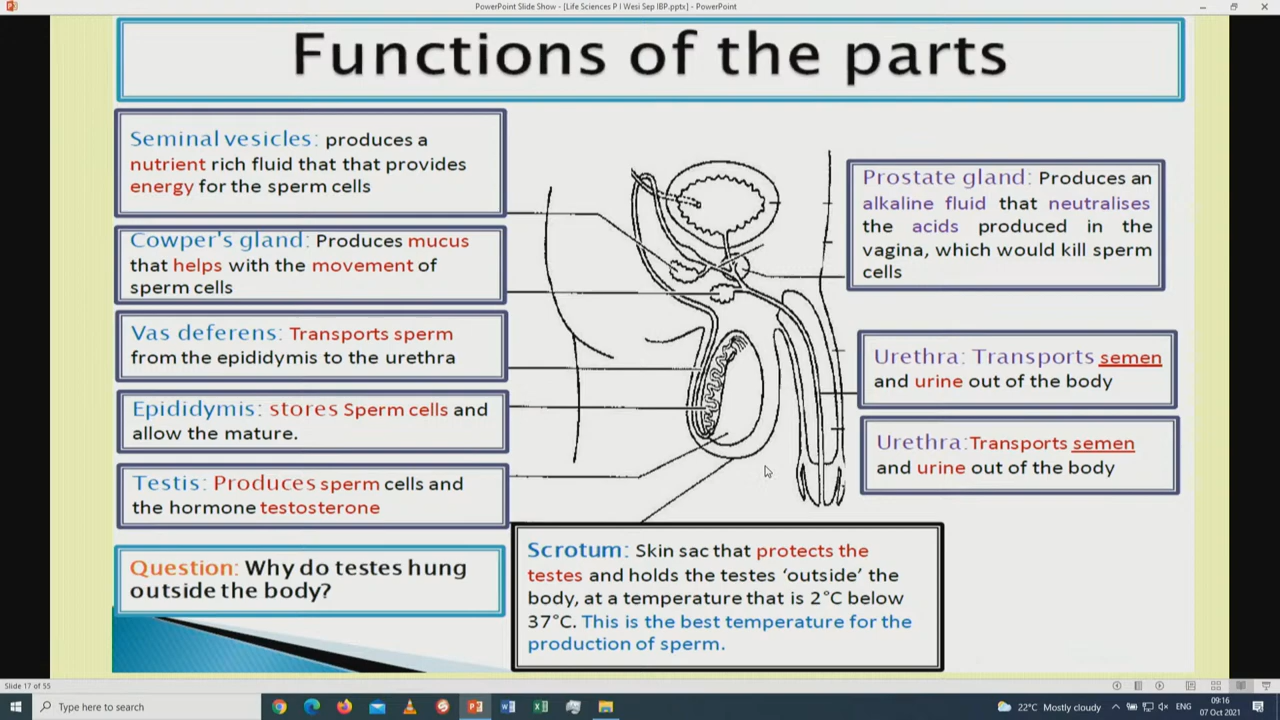 PowerPoint Slide Show - [Life Sciences P I Wesi Sep IBP.pptx] - PowerPoint
Functions of the parts
Seminal vesicles: produces a
nutrient rich fluid that that provides
energy for the sperm cells
Cowper's gland: Produces mucus
that helps with the movement of
sperm cells
Vas deferens: Transports sperm
from the epididymis to the urethra
Epididymis: stores Sperm cells and
allow the mature.
Testis: Produces sperm cells and
the hormone testosterone
Question: Why do testes hung
outside the body?
Prostate gland: Produces an
alkaline fluid that neutralises
the acids produced in the
vagina, which would kill sperm
cells
Urethra: Transports semen
and urine out of the body
Urethra:Transports semen
and urine out of the body
Scrotum: Skin sac that protects the
testes and holds the testes ‘outside’ the
body, at a temperature that is 2°C below
37°C. This is the best temperature for the
production of sperm.
Slide 17 of 55
Type here to search
22°C Mostly cloudy
ENG
09:16
07 Oct 2021